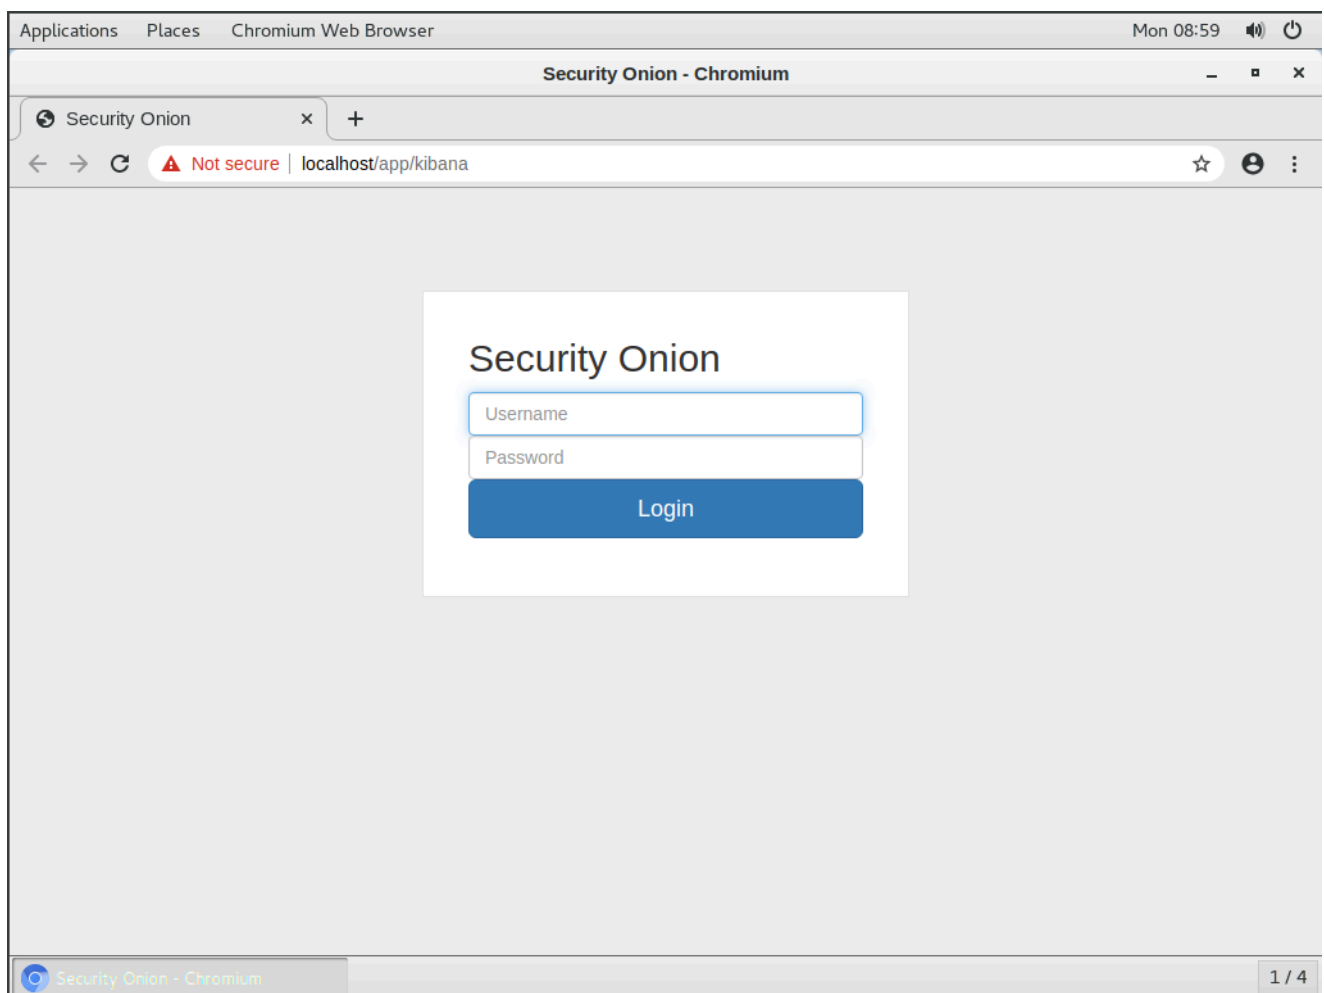 Applications Places Chromium Web Browser Mon 08:59
Security Onion - Chromium
Security Onion
Not secure localhost/app/kibana
Security Onion
Username
Password
Login
Security Onion - Chromium 1 / 4